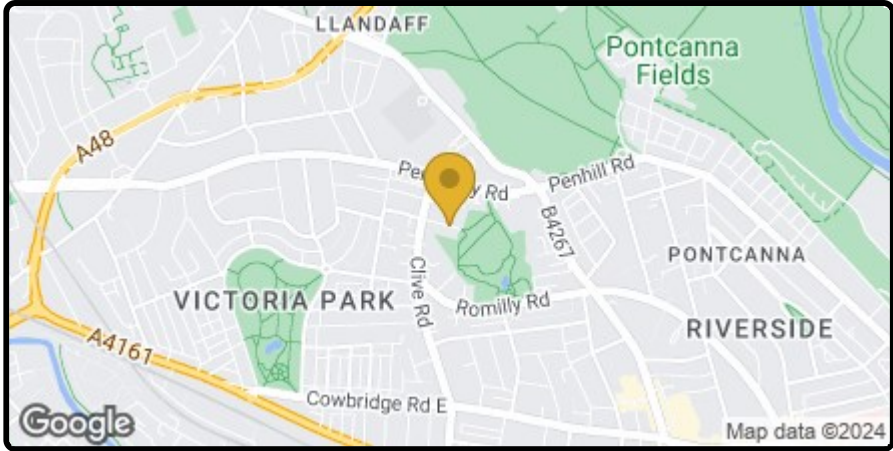 LLANDAFF
Pontcanna
Fields
A48
Penhill Rd
B4267
PONTCANNA
Clive Rd
VICTORIA PARK
Romilly Rd
RIVERSIDE
A4161
Cowbridge Rd E
Google
Map data ©2024